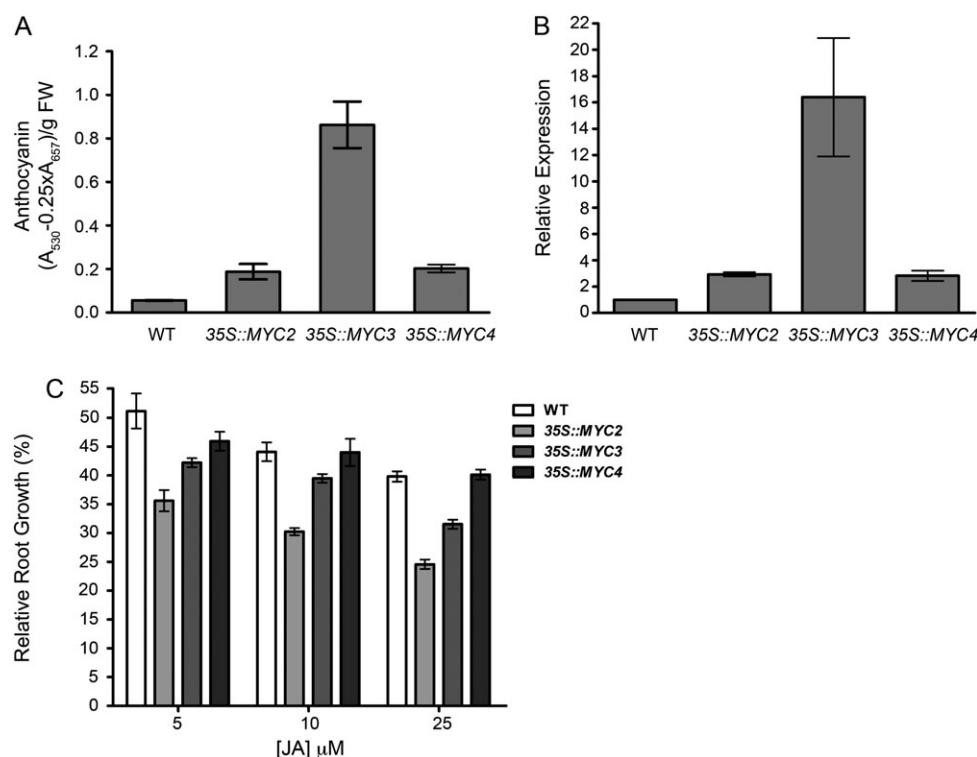 A
Anthocyanin
(A530-0.25xA657)/g FW
1.2
1.0
0.8
0.6
0.4
0.2
0.0
WT 35S::MYC2 35S::MYC3 35S::MYC4
B
Relative Expression
22
20
18
16
14
12
10
8
6
4
2
0
WT 35S::MYC2 35S::MYC3 35S::MYC4
C
Relative Root Growth (%)
55
50
45
40
35
30
25
20
15
10
5
0
5 10 25
[JA] µM
WT
35S::MYC2
35S::MYC3
35S::MYC4